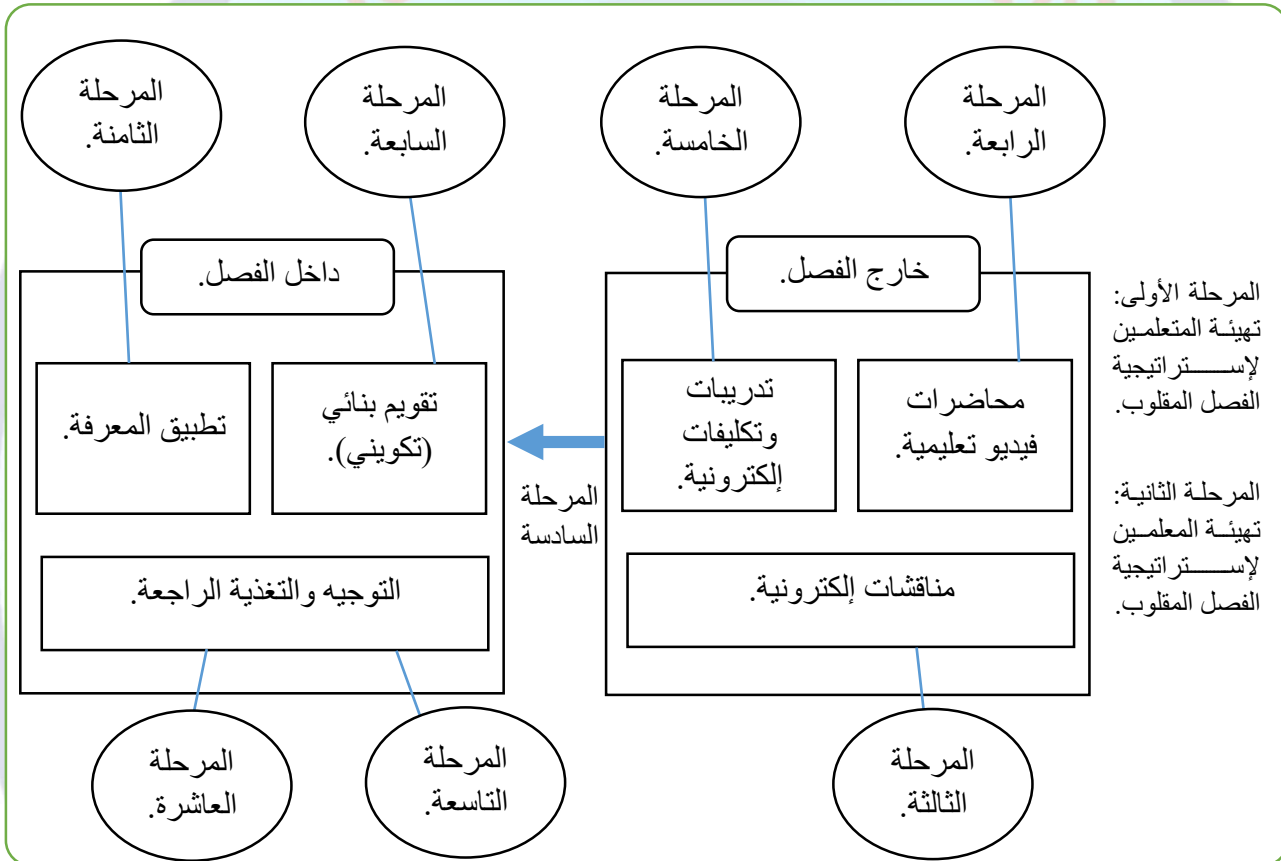 المرحلة
الرابعة.
المرحلة
الخامسة.
المرحلة
السابعة.
المرحلة
الثامنة.
خارج الفصل.
داخل الفصل.
المرحلة الأولى:
تهيئة المتعلمين
لإستراتيجية
الفصل المقلوب.
المرحلة الثانية:
تهيئة المعلمين
لإستراتيجية
الفصل المقلوب.
محاضرات
فيديو تعليمية.
تدريبات
وتكليفات
إلكترونية.
مناقشات إلكترونية.
المرحلة
السادسة
تقويم بنائي
(تكويني).
تطبيق المعرفة.
التوجيه والتغذية الراجعة.
المرحلة
الثالثة.
المرحلة
التاسعة.
المرحلة
العاشرة.